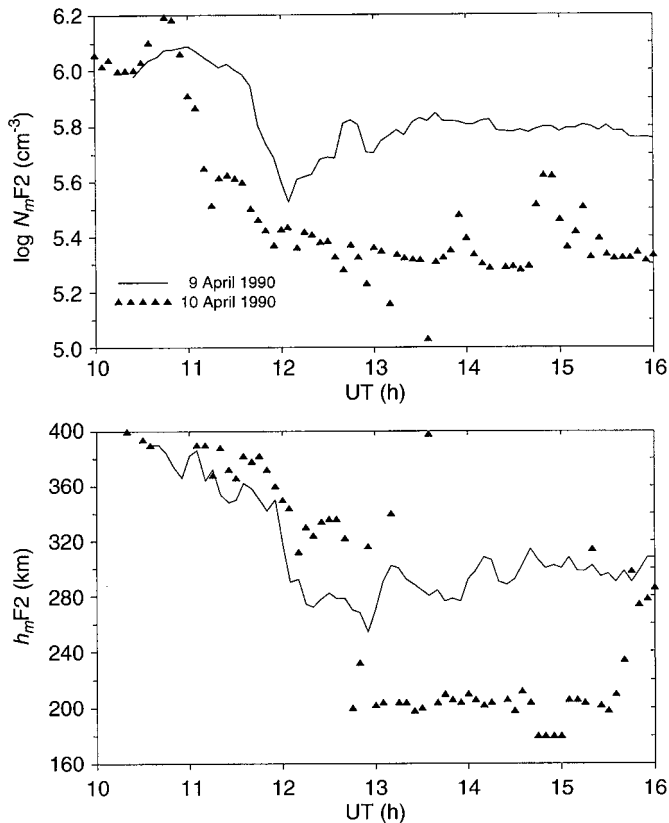 6.2
6.0
5.8
5.6
5.4
5.2
5.0
log NmF2 (cm-3)
9 April 1990
10 April 1990
10 11 12 13 14 15 16
UT (h)
400
360
320
280
240
200
160
hmF2 (km)
10 11 12 13 14 15 16
UT (h)